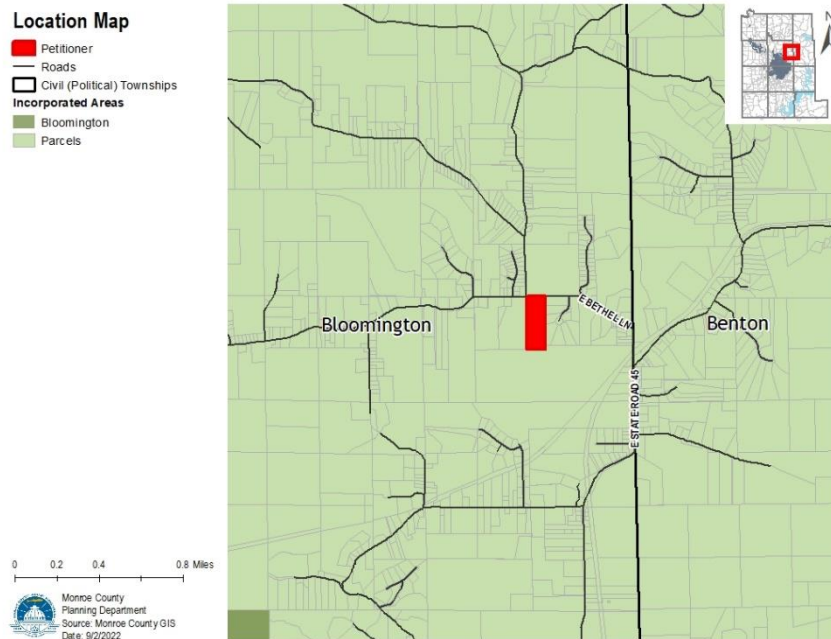 Location Map
Petitioner
Roads
Civil (Political) Townships
Incorporated Areas
Bloomington
Parcels
N
Bloomington
Benton
E BETHEL LN
E STATE ROAD 45
0 0.2 0.4 0.8 Miles
Monroe County
Planning Department
Source: Monroe County GIS
Date: 9/2/2022